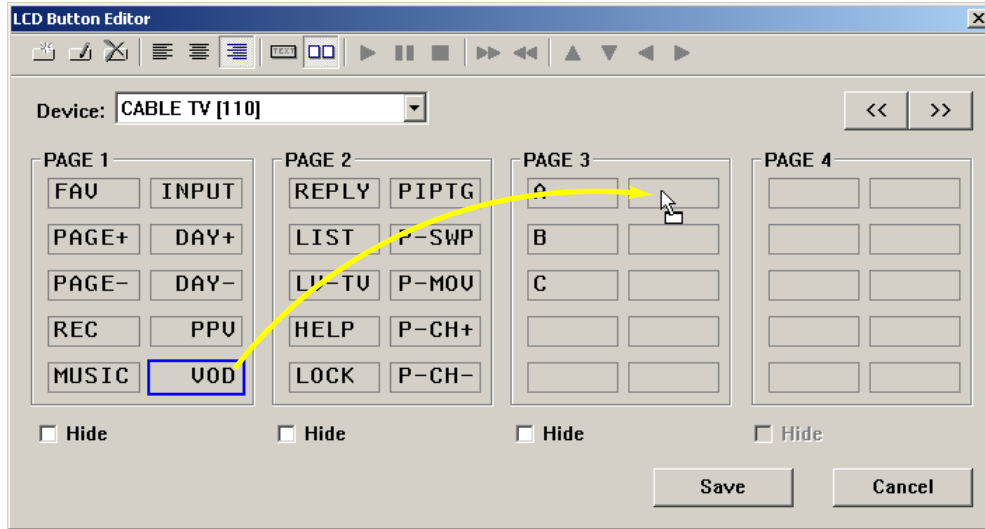 LCD Button Editor
TEXT
Device: CABLE TV [110] << >>
PAGE 1 PAGE 2 PAGE 3 PAGE 4
FAV INPUT REPLY PIPTG A
PAGE+ DAY+ LIST P-SWP B
PAGE- DAY- LV-TV P-MOV C
REC PPV HELP P-CH+
MUSIC VOD LOCK P-CH-
Hide Hide Hide Hide
Save Cancel